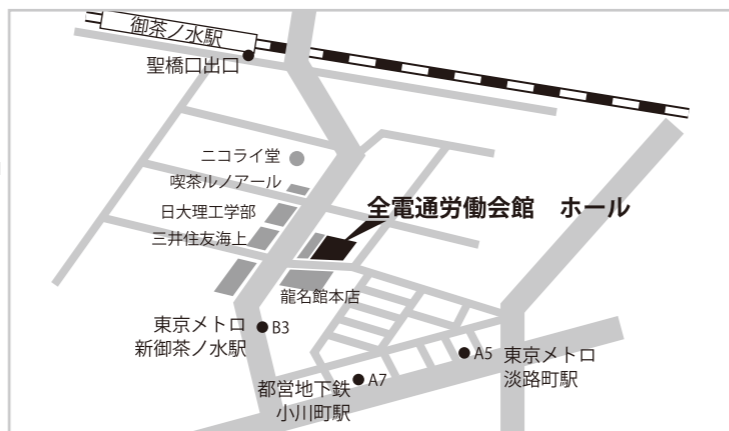 御茶ノ水駅
聖橋口出口
ニコライ堂
喫茶ルノアール
日大理工学部
三井住友海上
全電通労働会館　ホール
龍名館本店
東京メトロ
新御茶ノ水駅
B3
都営地下鉄
小川町駅
A7
A5
東京メトロ
淡路町駅